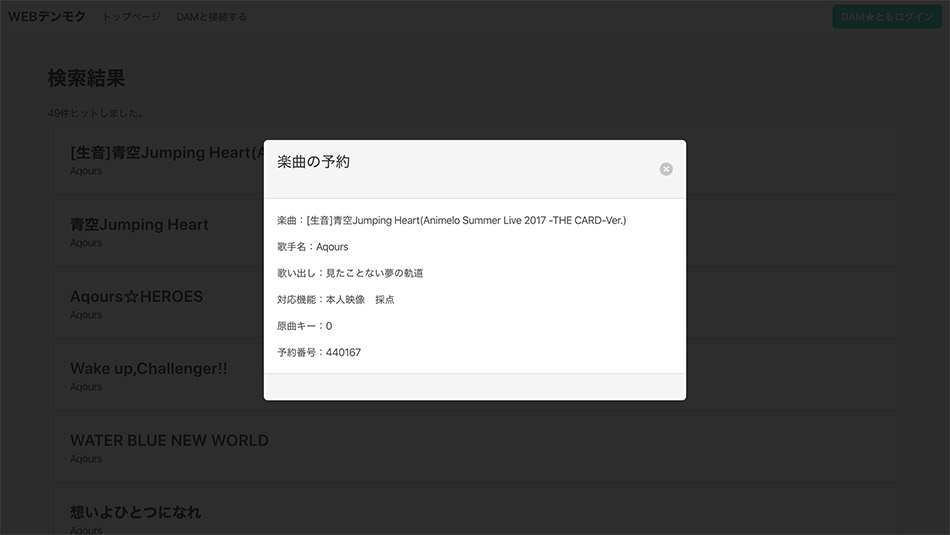 WEBデンモク トップページ DAMと接続する DAM★ともログイン
検索結果
49件ヒットしました。
[生音]青空Jumping Heart(A
Aqours
青空Jumping Heart
Aqours
Aqours☆HEROES
Aqours
Wake up,Challenger!!
Aqours
WATER BLUE NEW WORLD
Aqours
想いよひとつになれ
Aqours
楽曲の予約
楽曲：[生音]青空Jumping Heart(Animelo Summer Live 2017 -THE CARD-Ver.)
歌手名：Aqours
歌い出し：見たことない夢の軌道
対応機能：本人映像　採点
原曲キー：0
予約番号：440167